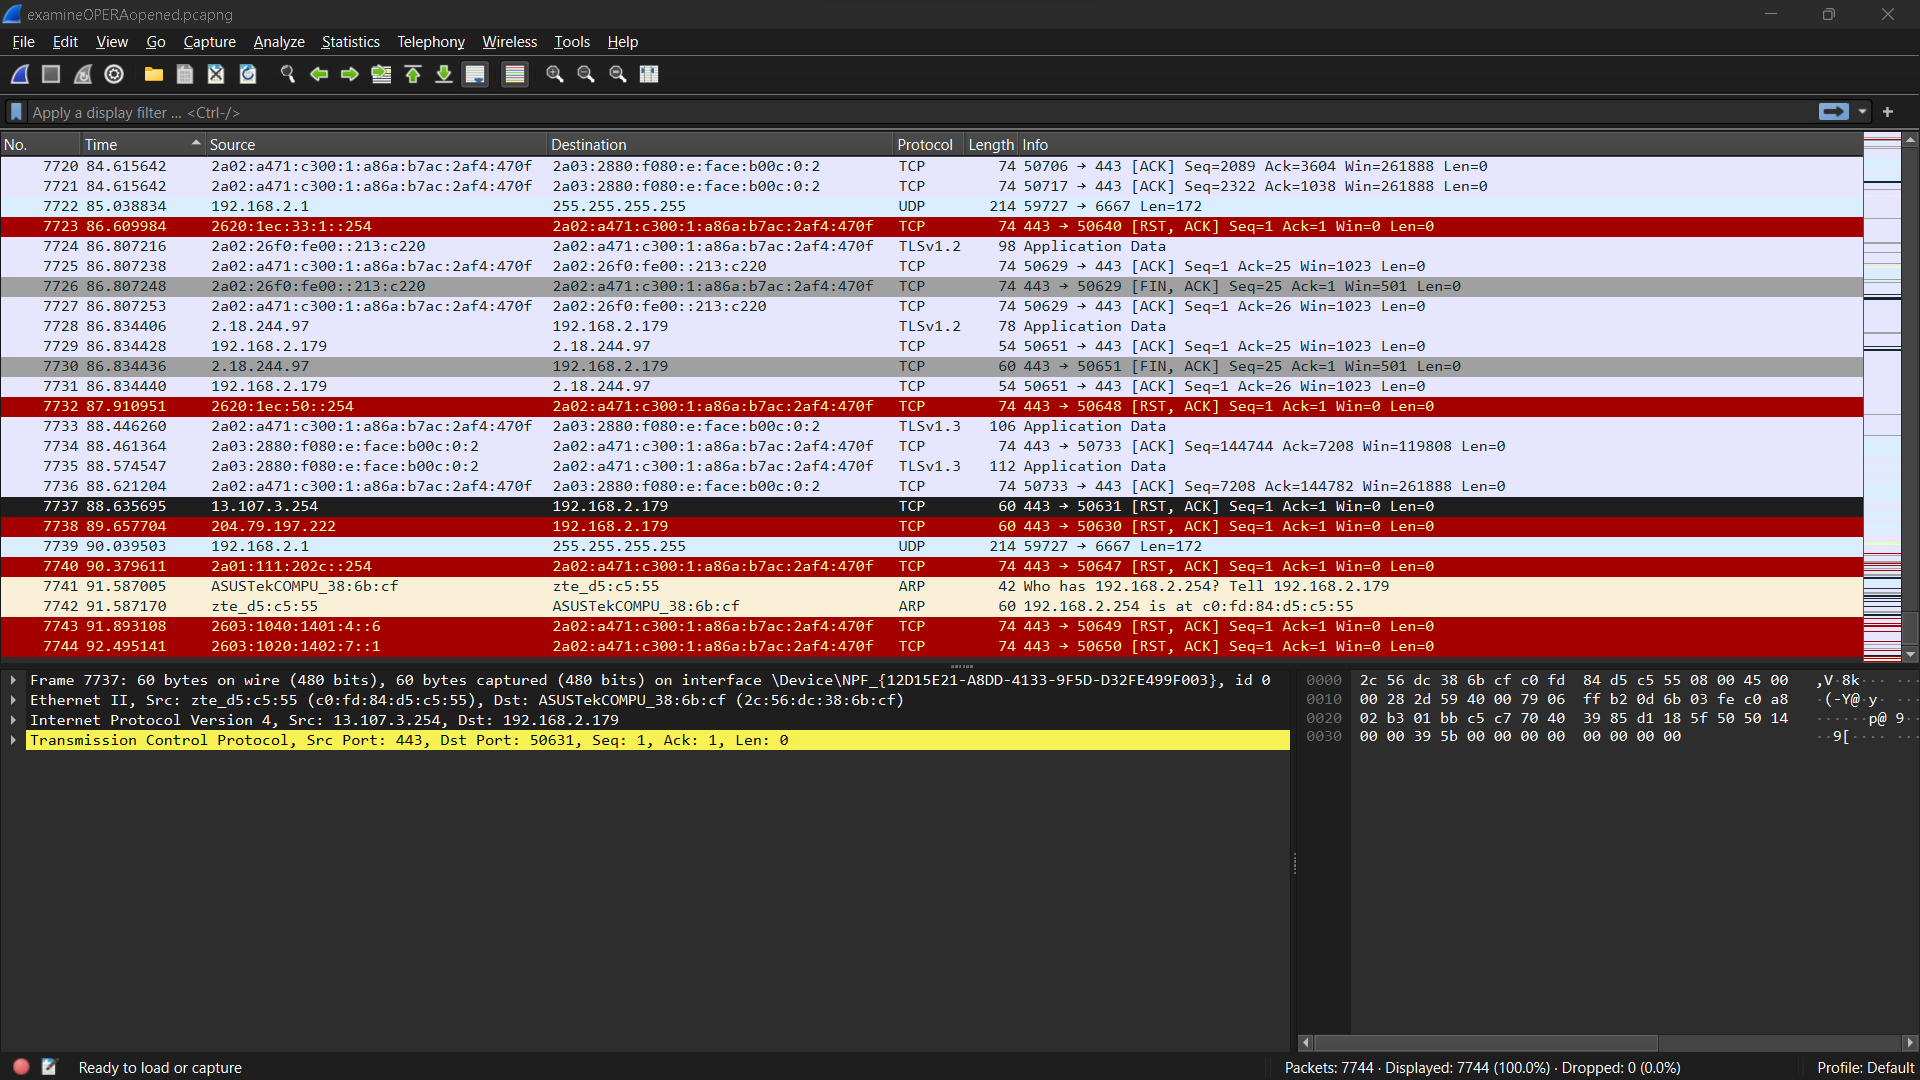 examineOPERAopened.pcapng
File Edit View Go Capture Analyze Statistics Telephony Wireless Tools Help
Apply a display filter ... <Ctrl-/>
No. Time Source Destination Protocol Length Info
7720 84.615642 2a02:a471:c300:1:a86a:b7ac:2af4:470f 2a03:2880:f080:e:face:b00c:0:2 TCP 74 50706 → 443 [ACK] Seq=2089 Ack=3604 Win=261888 Len=0
7721 84.615642 2a02:a471:c300:1:a86a:b7ac:2af4:470f 2a03:2880:f080:e:face:b00c:0:2 TCP 74 50717 → 443 [ACK] Seq=2322 Ack=1038 Win=261888 Len=0
7722 85.038834 192.168.2.1 255.255.255.255 UDP 214 59727 → 6667 Len=172
7723 86.609984 2620:1ec:33:1::254 2a02:a471:c300:1:a86a:b7ac:2af4:470f TCP 74 443 → 50640 [RST, ACK] Seq=1 Ack=1 Win=0 Len=0
7724 86.807216 2a02:26f0:fe00::213:c220 2a02:a471:c300:1:a86a:b7ac:2af4:470f TLSv1.2 98 Application Data
7725 86.807238 2a02:a471:c300:1:a86a:b7ac:2af4:470f 2a02:26f0:fe00::213:c220 TCP 74 50629 → 443 [ACK] Seq=1 Ack=25 Win=1023 Len=0
7726 86.807248 2a02:26f0:fe00::213:c220 2a02:a471:c300:1:a86a:b7ac:2af4:470f TCP 74 443 → 50629 [FIN, ACK] Seq=25 Ack=1 Win=501 Len=0
7727 86.807253 2a02:a471:c300:1:a86a:b7ac:2af4:470f 2a02:26f0:fe00::213:c220 TCP 74 50629 → 443 [ACK] Seq=1 Ack=26 Win=1023 Len=0
7728 86.834406 2.18.244.97 192.168.2.179 TLSv1.2 78 Application Data
7729 86.834428 192.168.2.179 2.18.244.97 TCP 54 50651 → 443 [ACK] Seq=1 Ack=25 Win=1023 Len=0
7730 86.834436 2.18.244.97 192.168.2.179 TCP 60 443 → 50651 [FIN, ACK] Seq=25 Ack=1 Win=501 Len=0
7731 86.834440 192.168.2.179 2.18.244.97 TCP 54 50651 → 443 [ACK] Seq=1 Ack=26 Win=1023 Len=0
7732 87.910951 2620:1ec:50::254 2a02:a471:c300:1:a86a:b7ac:2af4:470f TCP 74 443 → 50648 [RST, ACK] Seq=1 Ack=1 Win=0 Len=0
7733 88.446260 2a02:a471:c300:1:a86a:b7ac:2af4:470f 2a03:2880:f080:e:face:b00c:0:2 TLSv1.3 106 Application Data
7734 88.461364 2a03:2880:f080:e:face:b00c:0:2 2a02:a471:c300:1:a86a:b7ac:2af4:470f TCP 74 443 → 50733 [ACK] Seq=144744 Ack=7208 Win=119808 Len=0
7735 88.574547 2a03:2880:f080:e:face:b00c:0:2 2a02:a471:c300:1:a86a:b7ac:2af4:470f TLSv1.3 112 Application Data
7736 88.621204 2a02:a471:c300:1:a86a:b7ac:2af4:470f 2a03:2880:f080:e:face:b00c:0:2 TCP 74 50733 → 443 [ACK] Seq=7208 Ack=144782 Win=261888 Len=0
7737 88.635695 13.107.3.254 192.168.2.179 TCP 60 443 → 50631 [RST, ACK] Seq=1 Ack=1 Win=0 Len=0
7738 89.657704 204.79.197.222 192.168.2.179 TCP 60 443 → 50630 [RST, ACK] Seq=1 Ack=1 Win=0 Len=0
7739 90.039503 192.168.2.1 255.255.255.255 UDP 214 59727 → 6667 Len=172
7740 90.379611 2a01:111:202c::254 2a02:a471:c300:1:a86a:b7ac:2af4:470f TCP 74 443 → 50647 [RST, ACK] Seq=1 Ack=1 Win=0 Len=0
7741 91.587005 ASUSTekCOMPU_38:6b:cf zte_d5:c5:55 ARP 42 Who has 192.168.2.254? Tell 192.168.2.179
7742 91.587170 zte_d5:c5:55 ASUSTekCOMPU_38:6b:cf ARP 60 192.168.2.254 is at c0:fd:84:d5:c5:55
7743 91.893108 2603:1040:1401:4::6 2a02:a471:c300:1:a86a:b7ac:2af4:470f TCP 74 443 → 50649 [RST, ACK] Seq=1 Ack=1 Win=0 Len=0
7744 92.495141 2603:1020:1402:7::1 2a02:a471:c300:1:a86a:b7ac:2af4:470f TCP 74 443 → 50650 [RST, ACK] Seq=1 Ack=1 Win=0 Len=0
Frame 7737: 60 bytes on wire (480 bits), 60 bytes captured (480 bits) on interface \Device\NPF_{12D15E21-A8DD-4133-9F5D-D32FE499F003}, id 0
Ethernet II, Src: zte_d5:c5:55 (c0:fd:84:d5:c5:55), Dst: ASUSTekCOMPU_38:6b:cf (2c:56:dc:38:6b:cf)
Internet Protocol Version 4, Src: 13.107.3.254, Dst: 192.168.2.179
Transmission Control Protocol, Src Port: 443, Dst Port: 50631, Seq: 1, Ack: 1, Len: 0
0000 2c 56 dc 38 6b cf c0 fd 84 d5 c5 55 08 00 45 00 ,V·8k··· ···
0010 00 28 2d 59 40 00 79 06 ff b2 0d 6b 03 fe c0 a8 ·(-Y@·y· ···
0020 02 b3 01 bb c5 c7 70 40 39 85 d1 18 5f 50 50 14 ······p@ 9··
0030 00 00 39 5b 00 00 00 00 00 00 00 00 ··9[···· ···
Ready to load or capture
Packets: 7744 · Displayed: 7744 (100.0%) · Dropped: 0 (0.0%)
Profile: Default